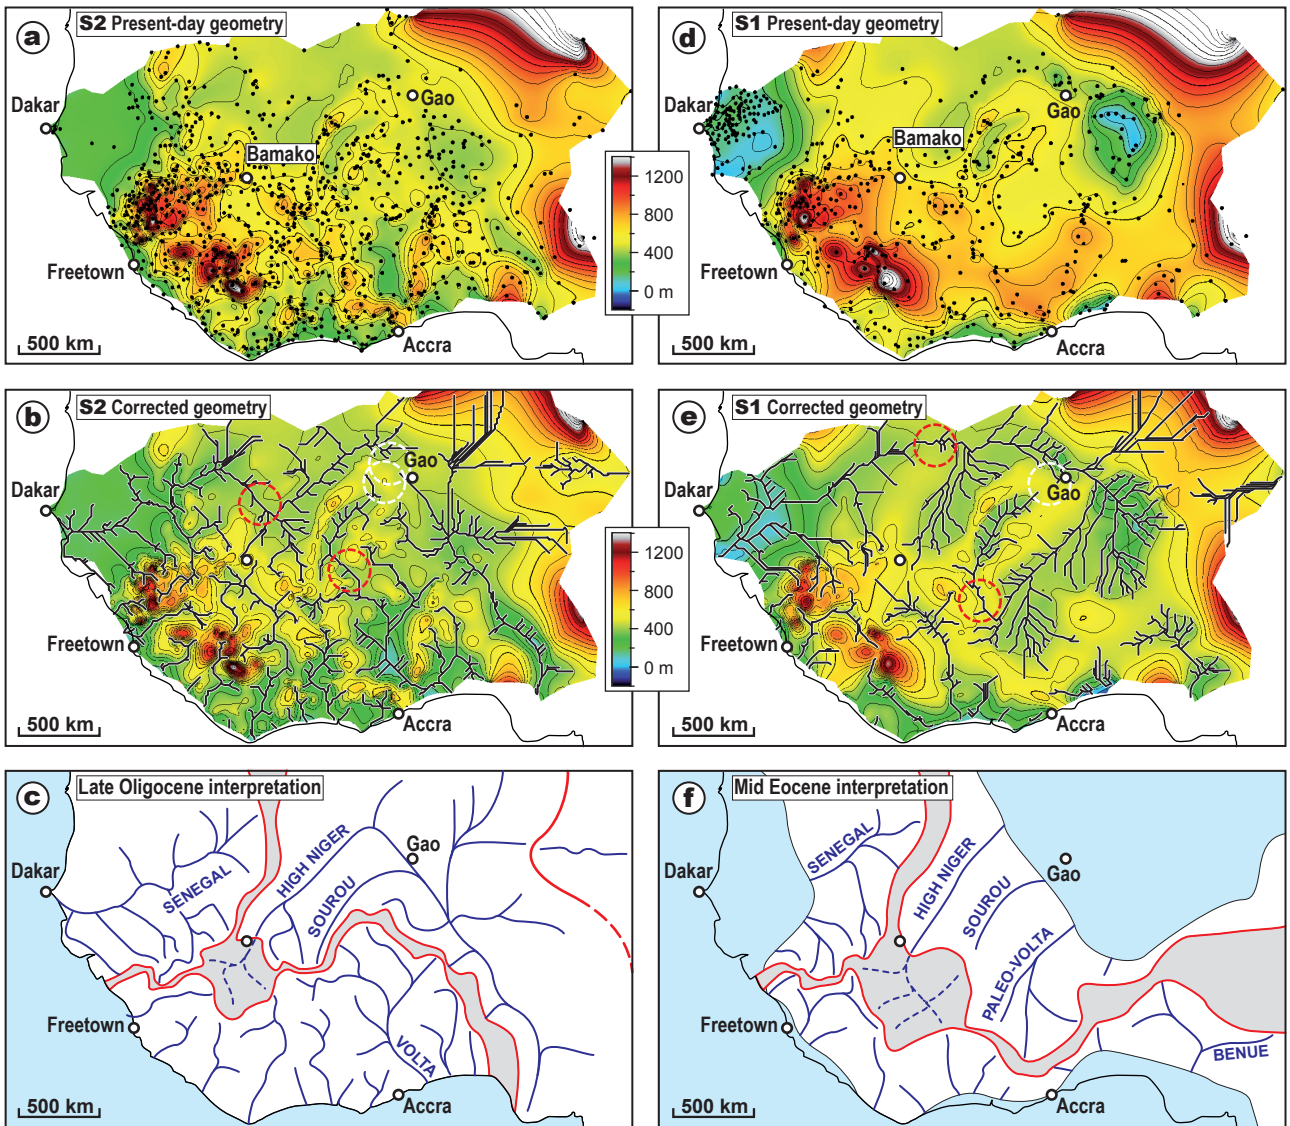 a
S2 Present-day geometry
Dakar
Gao
Bamako
Freetown
Accra
500 km
d
S1 Present-day geometry
Dakar
Gao
Bamako
Freetown
Accra
500 km
1200
800
400
0 m
b
S2 Corrected geometry
Dakar
Gao
Freetown
Accra
500 km
e
S1 Corrected geometry
Dakar
Gao
Freetown
Accra
500 km
1200
800
400
0 m
c
Late Oligocene interpretation
Dakar
Gao
SENEGAL
HIGH NIGER
SOUROU
VOLTA
Freetown
Accra
500 km
f
Mid Eocene interpretation
Dakar
Gao
SENEGAL
HIGH NIGER
SOUROU
PALEO-VOLTA
BENUE
Freetown
Accra
500 km